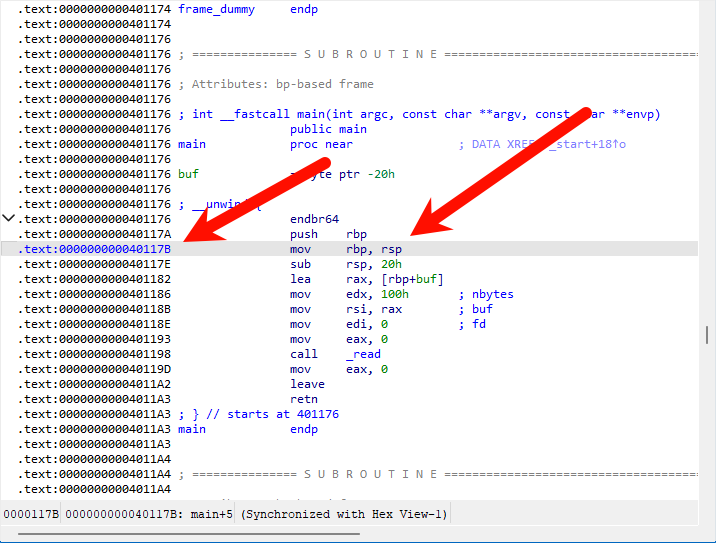 .text:0000000000401174 frame_dummy endp
.text:0000000000401174
.text:0000000000401176
.text:0000000000401176 ; =============== S U B R O U T I N E =======================================
.text:0000000000401176
.text:0000000000401176 ; Attributes: bp-based frame
.text:0000000000401176
.text:0000000000401176 ; int __fastcall main(int argc, const char **argv, const char **envp)
.text:0000000000401176 public main
.text:0000000000401176 main proc near ; DATA XREF: _start+18↑o
.text:0000000000401176
.text:0000000000401176 buf byte ptr -20h
.text:0000000000401176
.text:0000000000401176 ; __unwind {
.text:0000000000401176 endbr64
.text:000000000040117A push rbp
.text:000000000040117B mov rbp, rsp
.text:000000000040117E sub rsp, 20h
.text:0000000000401182 lea rax, [rbp+buf]
.text:0000000000401186 mov edx, 100h ; nbytes
.text:000000000040118B mov rsi, rax ; buf
.text:000000000040118E mov edi, 0 ; fd
.text:0000000000401193 mov eax, 0
.text:0000000000401198 call _read
.text:000000000040119D mov eax, 0
.text:00000000004011A2 leave
.text:00000000004011A3 retn
.text:00000000004011A3 ; } // starts at 401176
.text:00000000004011A3 main endp
.text:00000000004011A3
.text:00000000004011A4
.text:00000000004011A4 ; =============== S U B R O U T I N E =======================================
.text:00000000004011A4
0000117B 000000000040117B: main+5 (Synchronized with Hex View-1)